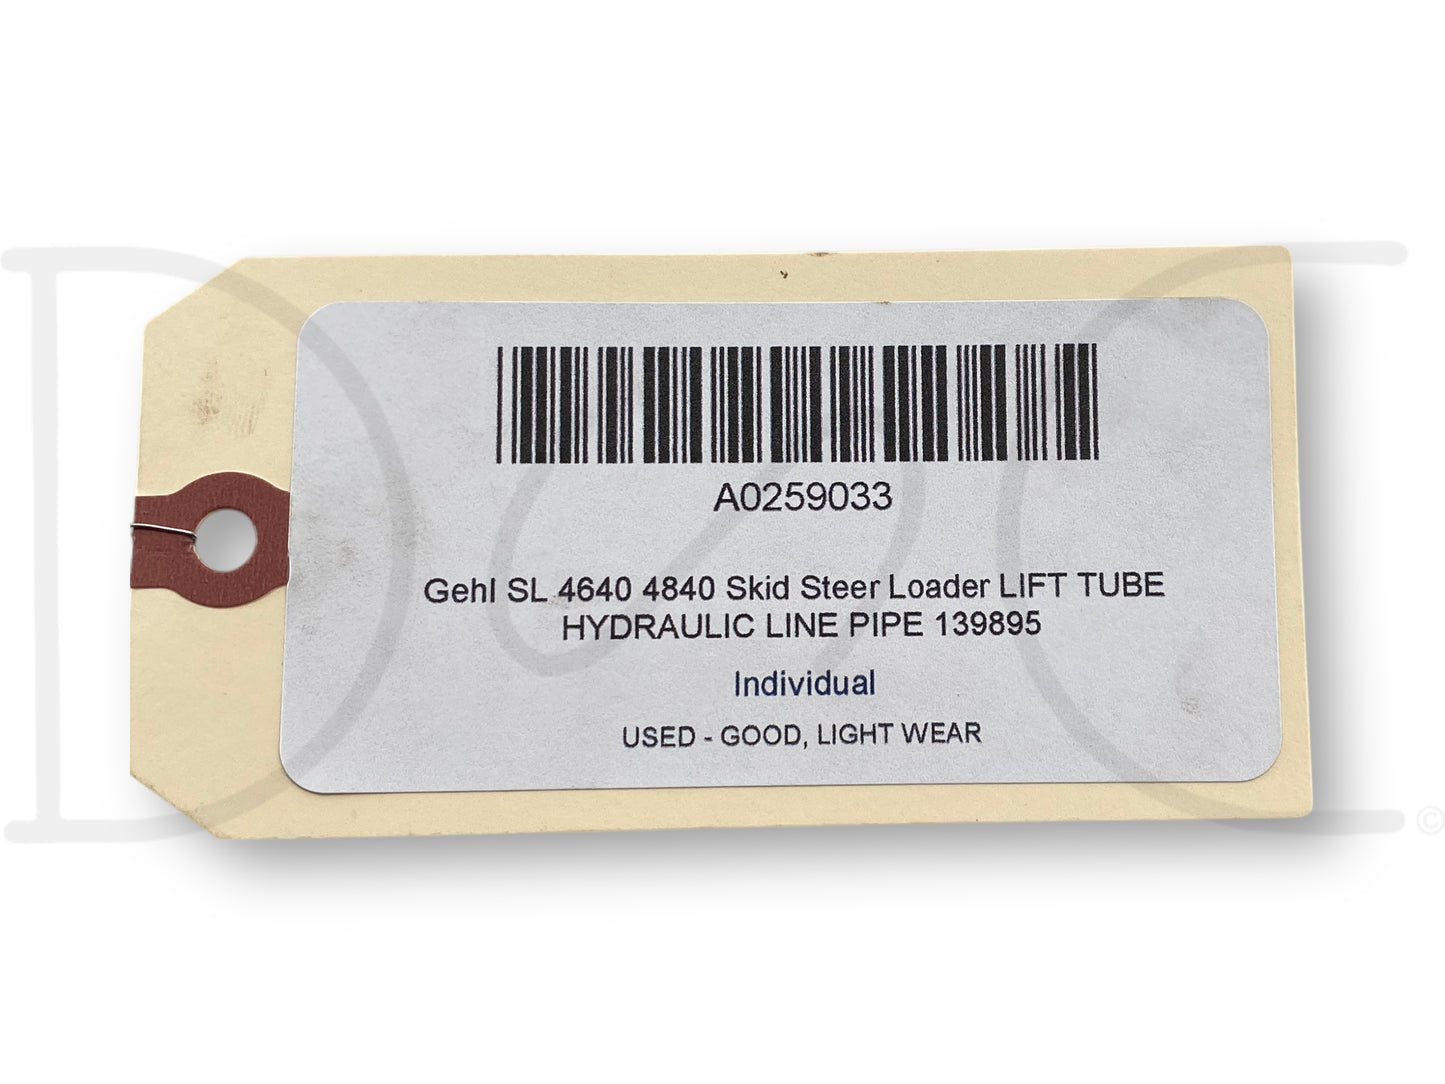 A0259033
Gehl SL 4640 4840 Skid Steer Loader LIFT TUBE
HYDRAULIC LINE PIPE 139895
Individual
USED - GOOD, LIGHT WEAR
©